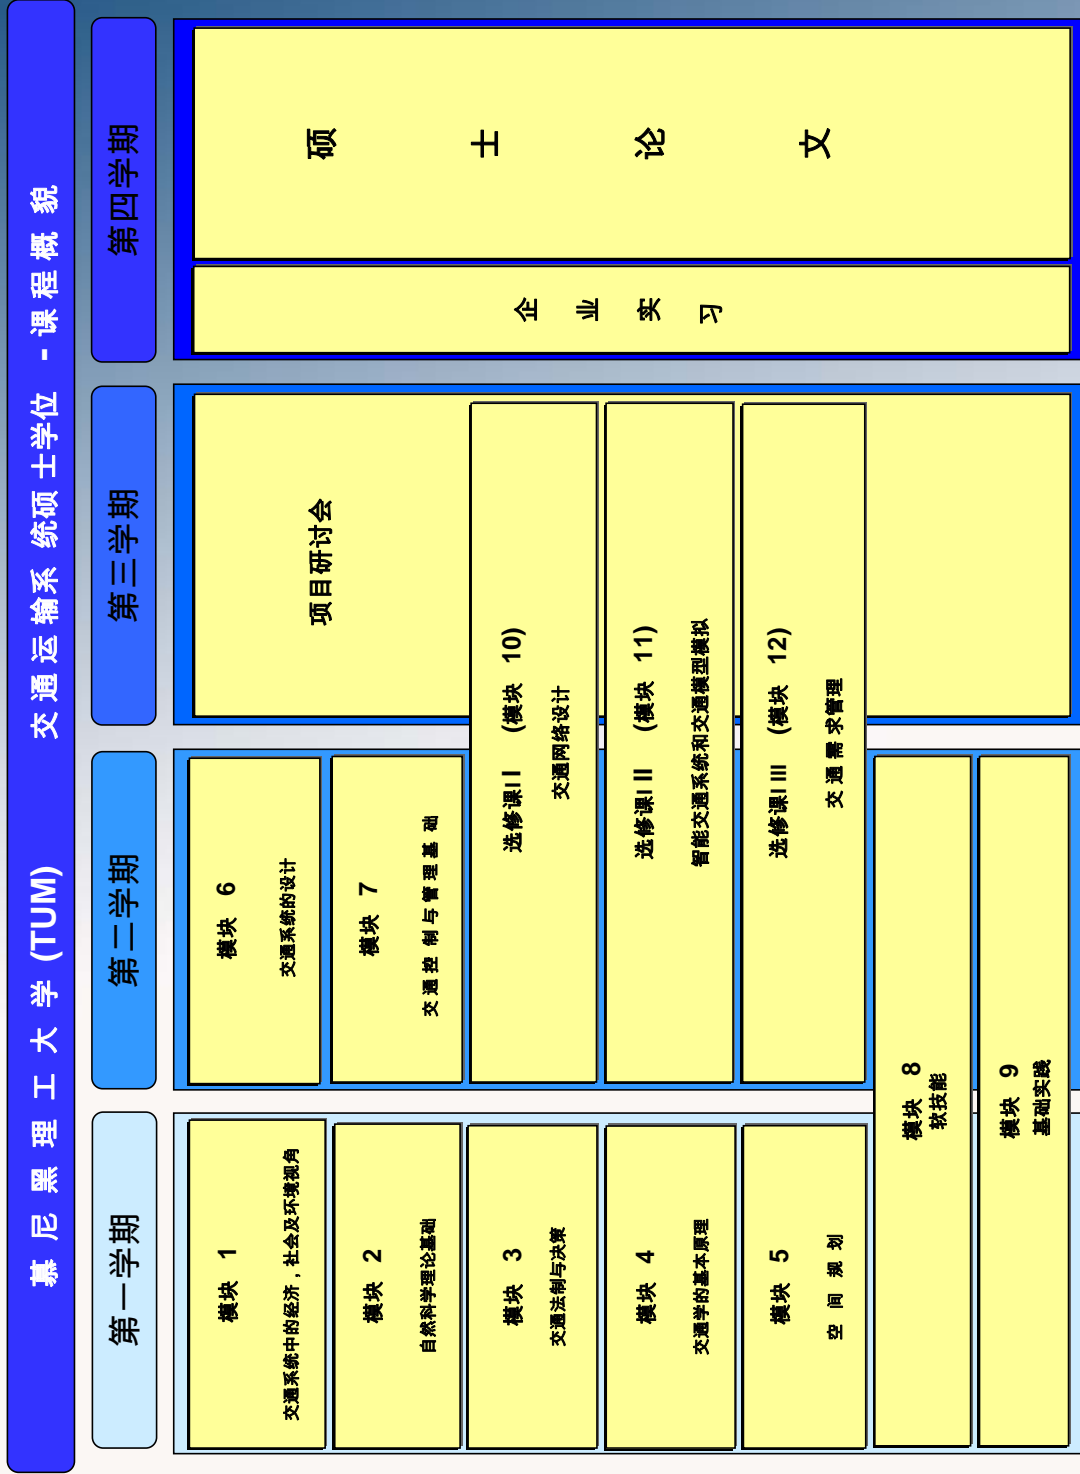 慕尼黑理工大学 (TUM) 交通运输系统硕士学位 - 课程概貌
第一学期
第二学期
第三学期
第四学期
模块 1
交通系统中的经济，社会及环境视角
模块 2
自然科学理论基础
模块 3
交通法制与决策
模块 4
交通学的基本原理
模块 5
空间规划
模块 6
交通系统的设计
模块 7
交通控制与管理基础
选修课I I (模块 10)
交通网络设计
选修课I II (模块 11)
智能交通系统和交通模型模拟
选修课I III (模块 12)
交通需求管理
模块 8
软技能
模块 9
基础实践
项目研讨会
企业实习
硕士论文